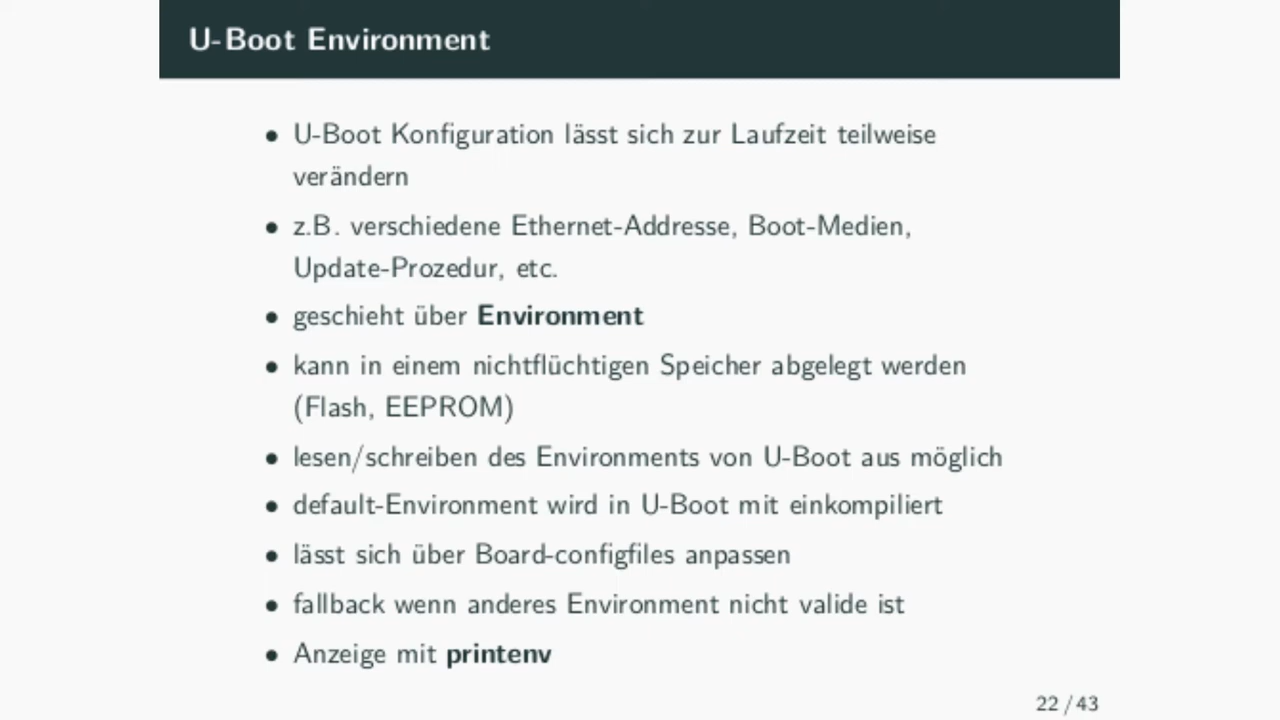 U-Boot Environment
• U-Boot Konfiguration lässt sich zur Laufzeit teilweise
verändern
• z.B. verschiedene Ethernet-Addresse, Boot-Medien,
Update-Prozedur, etc.
• geschieht über Environment
• kann in einem nichtflüchtigen Speicher abgelegt werden
(Flash, EEPROM)
• lesen/schreiben des Environments von U-Boot aus möglich
• default-Environment wird in U-Boot mit einkompiliert
• lässt sich über Board-configfiles anpassen
• fallback wenn anderes Environment nicht valide ist
• Anzeige mit printenv
22 / 43